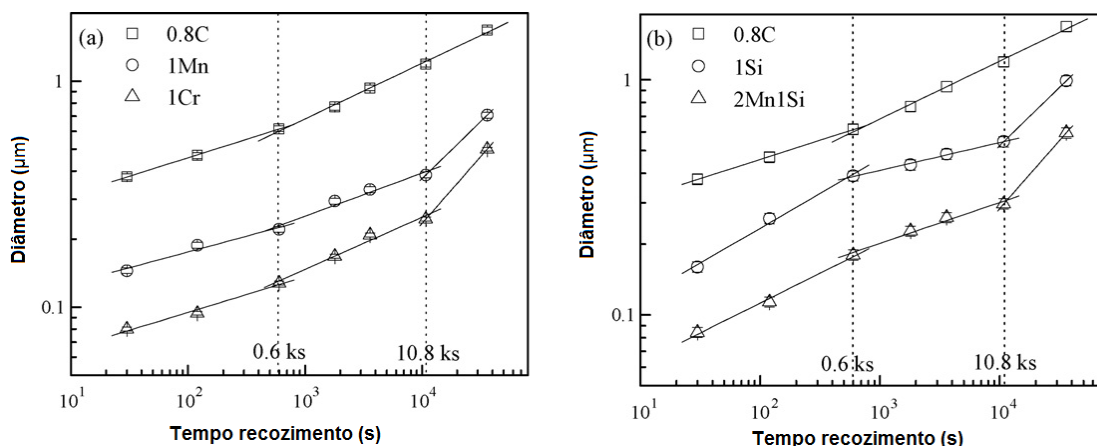 (a)
0.8C
1Mn
1Cr
1
0.1
Diâmetro (μm)
0.6 ks
10.8 ks
10¹
10²
10³
10⁴
10⁵
Tempo recozimento (s)
(b)
0.8C
1Si
2Mn1Si
1
0.1
Diâmetro (μm)
0.6 ks
10.8 ks
10¹
10²
10³
10⁴
10⁵
Tempo recozimento (s)